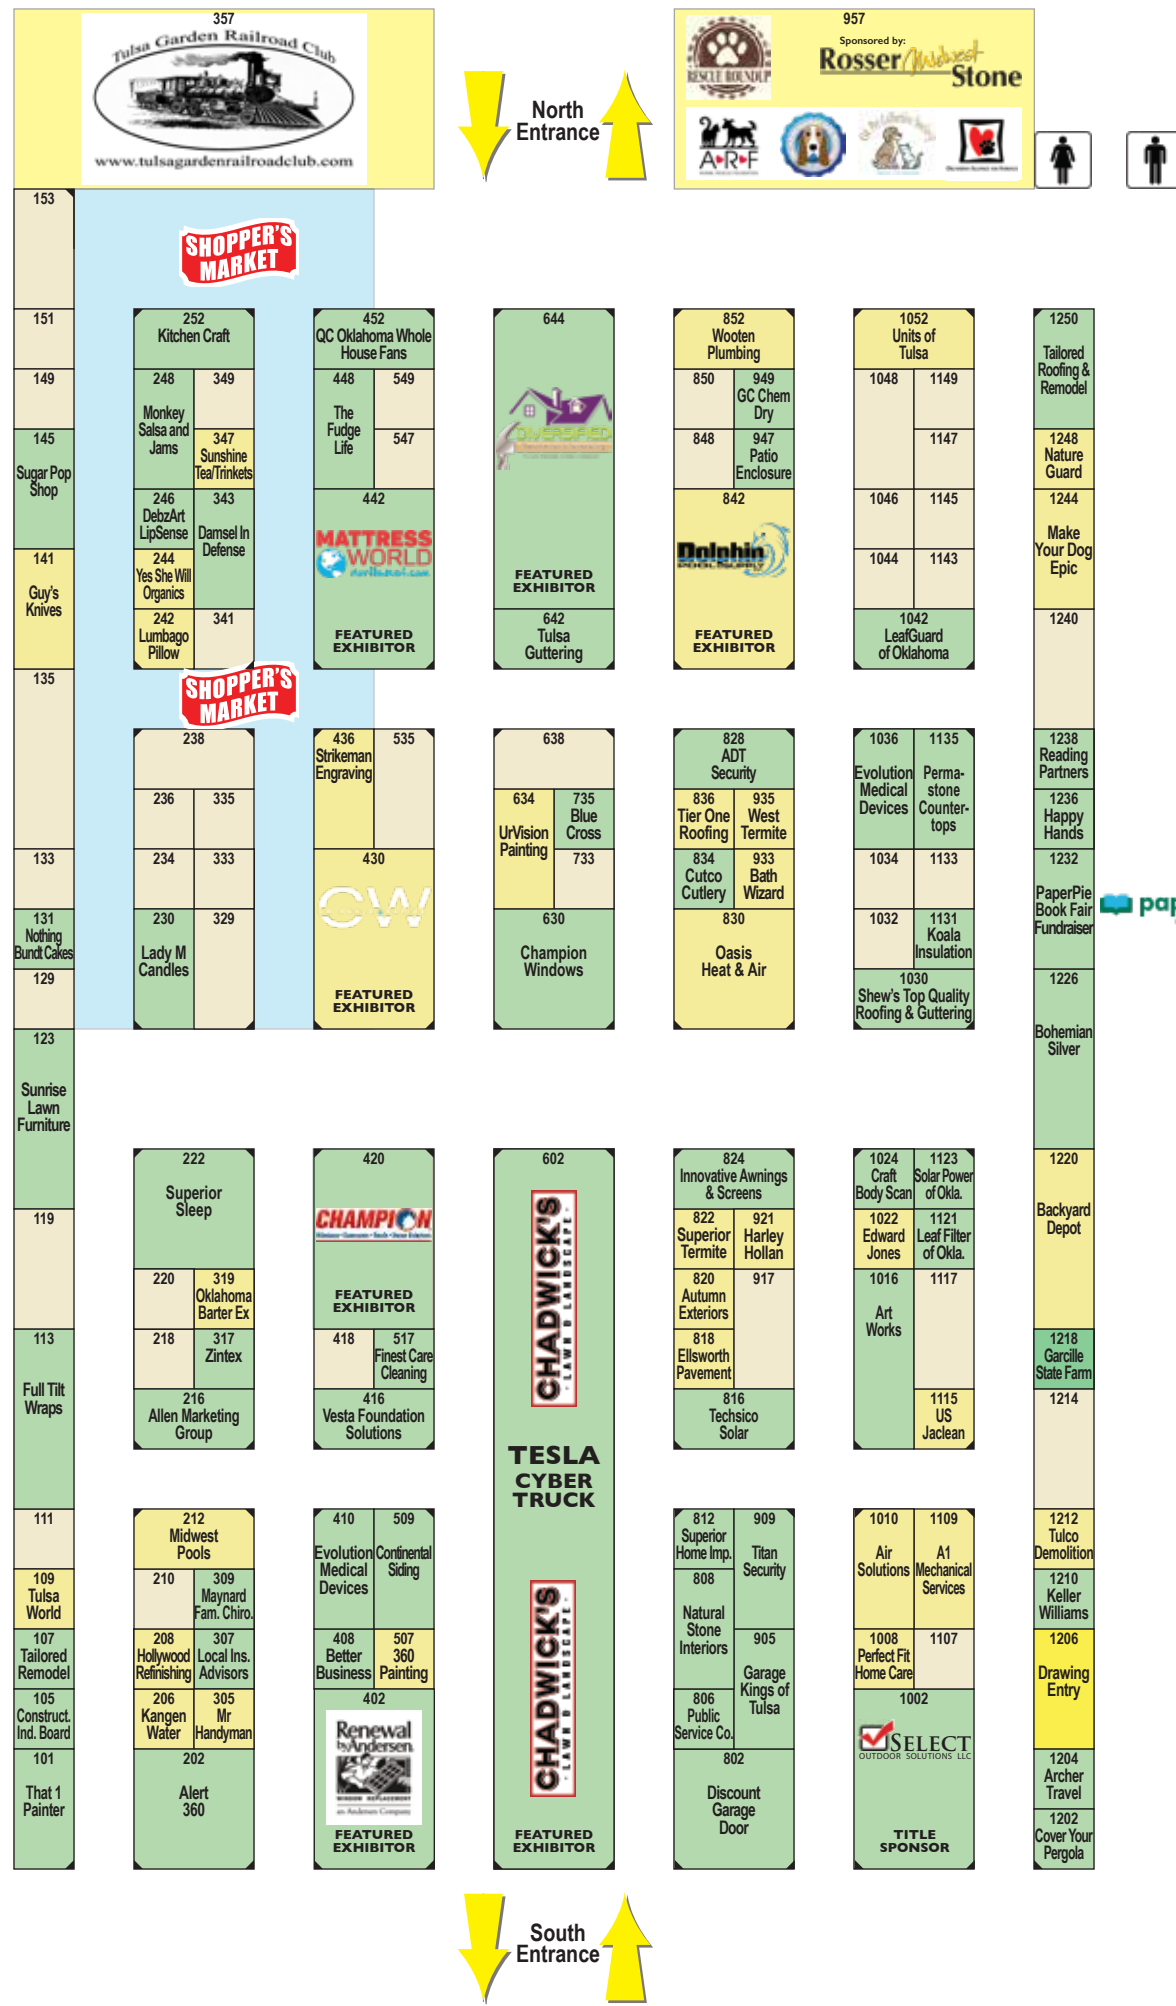 357
Tulsa Garden Railroad Club
www.tulsagardenrailroadclub.com
North
Entrance
957
Sponsored by:
Rosser Midwest
Stone
RESCUE ROUNDUP
A·R·F
153
151
149
145
Sugar Pop
Shop
141
Guy's
Knives
135
133
131
Nothing
Bundt Cakes
129
123
Sunrise
Lawn
Furniture
119
113
Full Tilt
Wraps
111
109
Tulsa
World
107
Tailored
Remodel
105
Construct.
Ind. Board
101
That 1
Painter
SHOPPER'S
MARKET
252
Kitchen Craft
248
Monkey
Salsa and
Jams
349
347
Sunshine
Tea/Trinkets
246
DebzArt
LipSense
343
Damsel In
Defense
244
Yes She Will
Organics
242
Lumbago
Pillow
341
SHOPPER'S
MARKET
238
236
335
234
333
230
Lady M
Candles
329
222
Superior
Sleep
220
319
Oklahoma
Barter Ex
218
317
Zintex
216
Allen Marketing
Group
212
Midwest
Pools
210
309
Maynard
Fam. Chiro.
208
Hollywood
Refinishing
307
Local Ins.
Advisors
206
Kangen
Water
305
Mr
Handyman
202
Alert
360
452
QC Oklahoma Whole
House Fans
448
The
Fudge
Life
549
547
442
MATTRESS
WORLD
FEATURED
EXHIBITOR
436
Strikeman
Engraving
535
430
CW
FEATURED
EXHIBITOR
420
CHAMPION
FEATURED
EXHIBITOR
418
517
Finest Care
Cleaning
416
Vesta Foundation
Solutions
410
Evolution
Medical
Devices
509
Continental
Siding
408
Better
Business
507
360
Painting
402
Renewal
by Andersen.
WINDOW REPLACEMENT
an Andersen Company
FEATURED
EXHIBITOR
644
DIVERSIFIED
FEATURED
EXHIBITOR
642
Tulsa
Guttering
638
634
UrVision
Painting
735
Blue
Cross
733
630
Champion
Windows
602
CHADWICK'S
- LAWN & LANDSCAPE -
TESLA
CYBER
TRUCK
CHADWICK'S
- LAWN & LANDSCAPE -
FEATURED
EXHIBITOR
852
Wooten
Plumbing
850
949
GC Chem
Dry
848
947
Patio
Enclosure
842
Dolphin
POOL SUPPLY
FEATURED
EXHIBITOR
828
ADT
Security
836
Tier One
Roofing
935
West
Termite
834
Cutco
Cutlery
933
Bath
Wizard
830
Oasis
Heat & Air
824
Innovative Awnings
& Screens
822
Superior
Termite
921
Harley
Hollan
820
Autumn
Exteriors
917
818
Ellsworth
Pavement
816
Techsico
Solar
812
Superior
Home Imp.
909
Titan
Security
808
Natural
Stone
Interiors
905
Garage
Kings of
Tulsa
806
Public
Service Co.
802
Discount
Garage
Door
1052
Units of
Tulsa
1048
1149
1147
1046
1145
1044
1143
1042
LeafGuard
of Oklahoma
1036
Evolution
Medical
Devices
1135
Perma-
stone
Counter-
tops
1034
1133
1032
1131
Koala
Insulation
1030
Shew's Top Quality
Roofing & Guttering
1024
Craft
Body Scan
1123
Solar Power
of Okla.
1022
Edward
Jones
1121
Leaf Filter
of Okla.
1016
Art
Works
1117
1115
US
Jaclean
1010
Air
Solutions
1109
A1
Mechanical
Services
1008
Perfect Fit
Home Care
1107
1002
SELECT
OUTDOOR SOLUTIONS LLC
TITLE
SPONSOR
1250
Tailored
Roofing &
Remodel
1248
Nature
Guard
1244
Make
Your Dog
Epic
1240
1238
Reading
Partners
1236
Happy
Hands
1232
PaperPie
Book Fair
Fundraiser
pap
1226
Bohemian
Silver
1220
Backyard
Depot
1218
Garcille
State Farm
1214
1212
Tulco
Demolition
1210
Keller
Williams
1206
Drawing
Entry
1204
Archer
Travel
1202
Cover Your
Pergola
South
Entrance